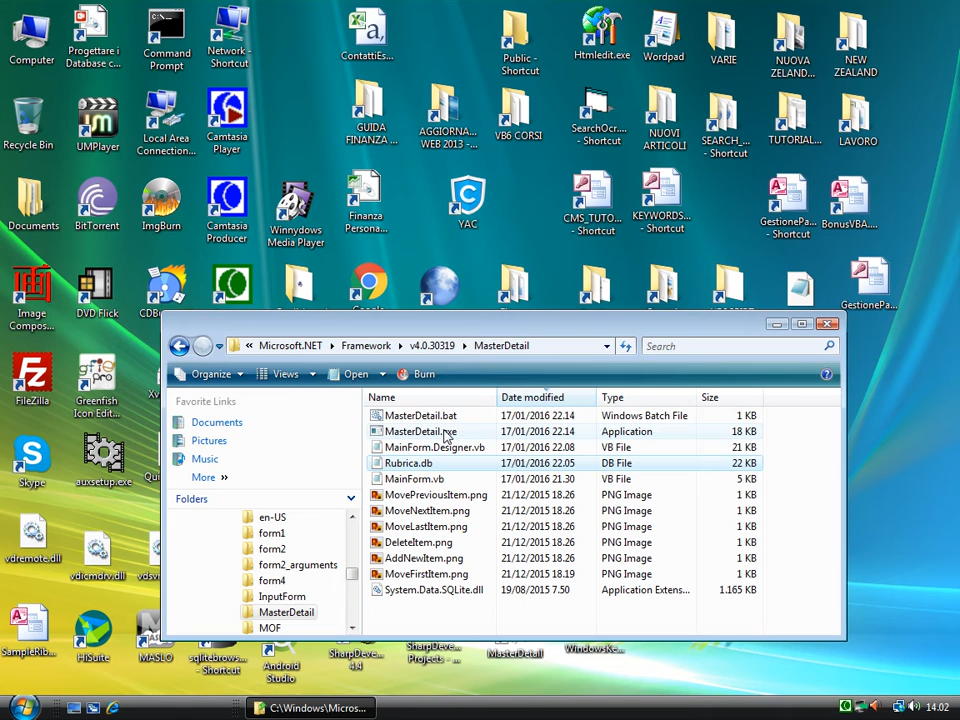 Computer
Progettare i
Database c...
Command
Prompt
Network -
Shortcut
ContattiEs...
Public -
Shortcut
Htmledit.exe
Wordpad
VARIE
NUOVA
ZELAND...
NEW
ZEALAND
Recycle Bin
UMPlayer
Local Area
Connection...
Camtasia
Player
GUIDA
FINANZA ...
AGGIORNA...
WEB 2013 -...
VB6 CORSI
SearchOcr...
- Shortcut
NUOVI
ARTICOLI
SEARCH_...
- Shortcut
TUTORIAL...
LAVORO
Documents
BitTorrent
ImgBurn
Camtasia
Producer
Winnydows
Media Player
Finanza
Persona...
YAC
CMS_TUTO...
- Shortcut
KEYWORDS...
- Shortcut
GestionePa...
- Shortcut
BonusVBA....
Image
Compos...
DVD Flick
GestionePa...
FileZilla
Greenfish
Icon Edit...
Skype
auxsetup.exe
vdremote.dll
vdicmdrv.dll
SampleRib...
HiSuite
MASLO
sqlitebrows...
- Shortcut
Android
Studio
SharpDeve...
4.4
SharpDeve...
Projects - ...
MasterDetail
« Microsoft.NET
Framework
v4.0.30319
MasterDetail
Search
Organize
Views
Open
Burn
Favorite Links
Documents
Pictures
Music
More »
Folders
en-US
form1
form2
form2_arguments
form4
InputForm
MasterDetail
MOF
Name Date modified Type Size
MasterDetail.bat 17/01/2016 22.14 Windows Batch File 1 KB
MasterDetail.exe 17/01/2016 22.14 Application 18 KB
MainForm.Designer.vb 17/01/2016 22.08 VB File 21 KB
Rubrica.db 17/01/2016 22.05 DB File 22 KB
MainForm.vb 17/01/2016 21.30 VB File 5 KB
MovePreviousItem.png 21/12/2015 18.26 PNG Image 1 KB
MoveNextItem.png 21/12/2015 18.26 PNG Image 1 KB
MoveLastItem.png 21/12/2015 18.26 PNG Image 1 KB
DeleteItem.png 21/12/2015 18.26 PNG Image 1 KB
AddNewItem.png 21/12/2015 18.26 PNG Image 1 KB
MoveFirstItem.png 21/12/2015 18.19 PNG Image 1 KB
System.Data.SQLite.dll 19/08/2015 7.50 Application Extens... 1.165 KB
C:\Windows\Micros...
14.02